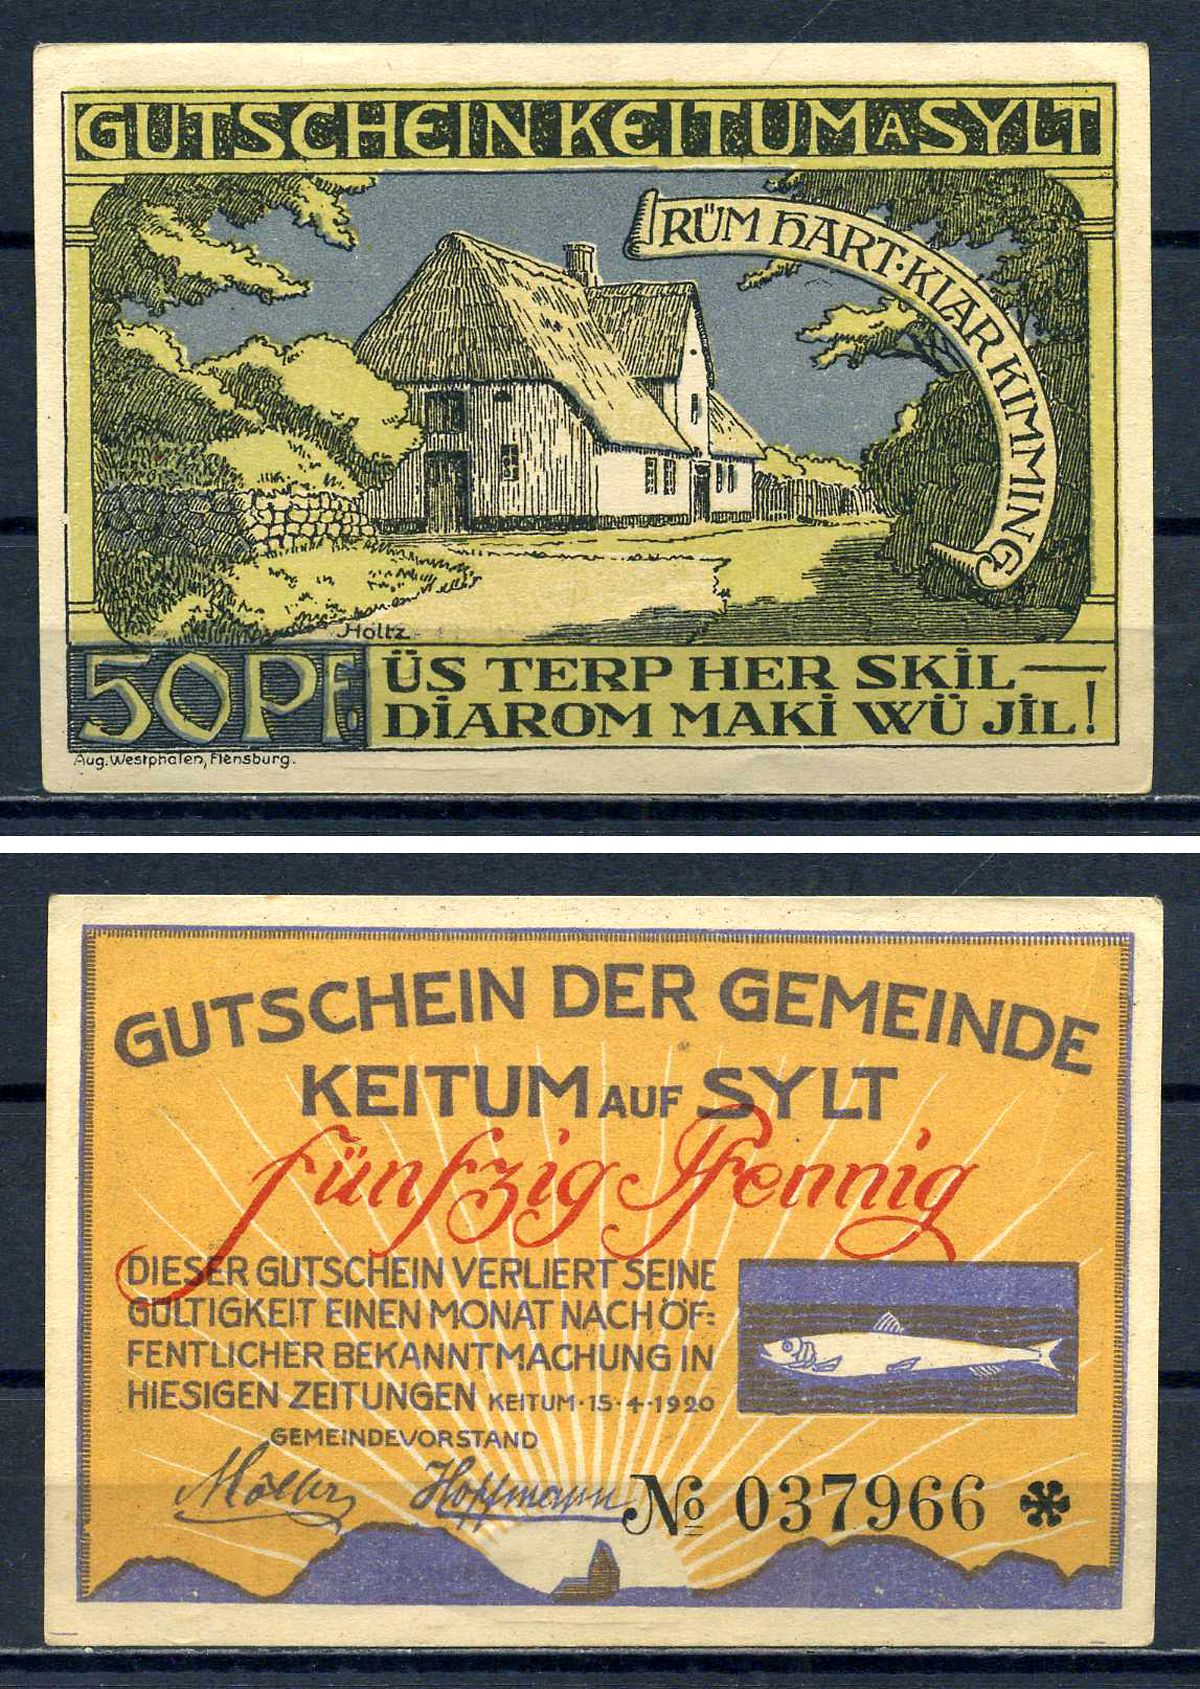 GUTSCHEIN KEITUM A SYLT
RÜM HART·KLAR KIMMING
Holtz
50 Pf.
ÜS TERP HER SKIL—
DIAROM MAKI WÜ JIL!
Aug. Westphalen, Flensburg.
GUTSCHEIN DER GEMEINDE
KEITUM AUF SYLT
fünfzig Pfennig
DIESER GUTSCHEIN VERLIERT SEINE
GÜLTIGKEIT EINEN MONAT NACH ÖF=
FENTLICHER BEKANNTMACHUNG IN
HIESIGEN ZEITUNGEN KEITUM·15·4·1920
GEMEINDEVORSTAND
Möller Hoffmann
No 037966 *